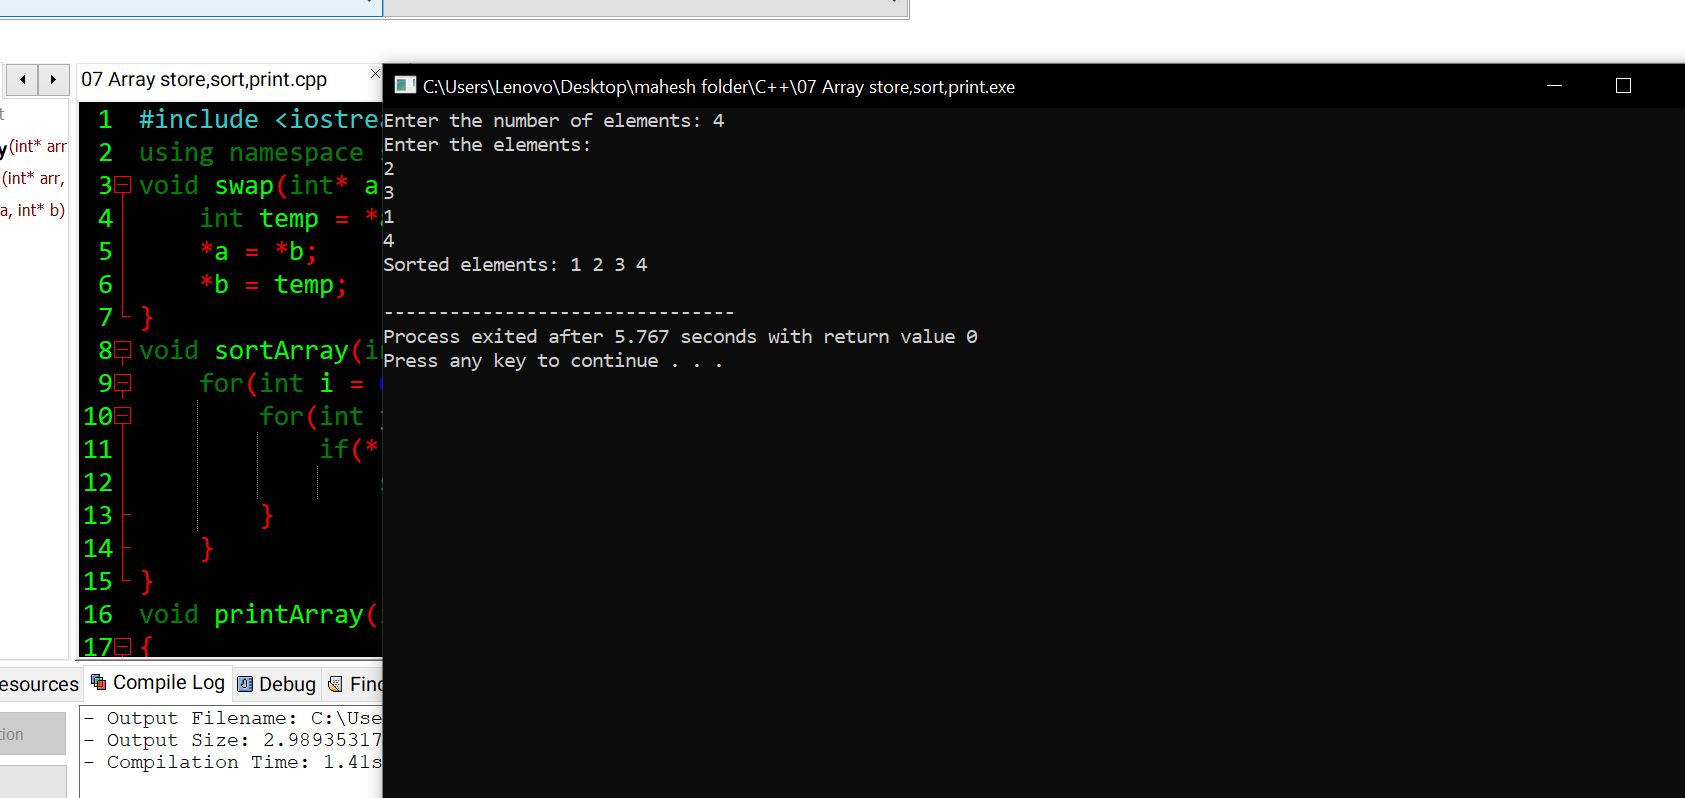 07 Array store,sort,print.cpp
y(int* arr
(int* arr,
a, int* b)
1 #include <iostrea
2 using namespace
3 void swap(int* a
4 int temp = *
5 *a = *b;
6 *b = temp;
7 }
8 void sortArray(in
9 for(int i =
10 for(int
11 if(*
12
13 }
14 }
15 }
16 void printArray(
17 {
esources Compile Log Debug Find
tion
- Output Filename: C:\Use
- Output Size: 2.98935317
- Compilation Time: 1.41s
C:\Users\Lenovo\Desktop\mahesh folder\C++\07 Array store,sort,print.exe
Enter the number of elements: 4
Enter the elements:
2
3
1
4
Sorted elements: 1 2 3 4
--------------------------------
Process exited after 5.767 seconds with return value 0
Press any key to continue . . .